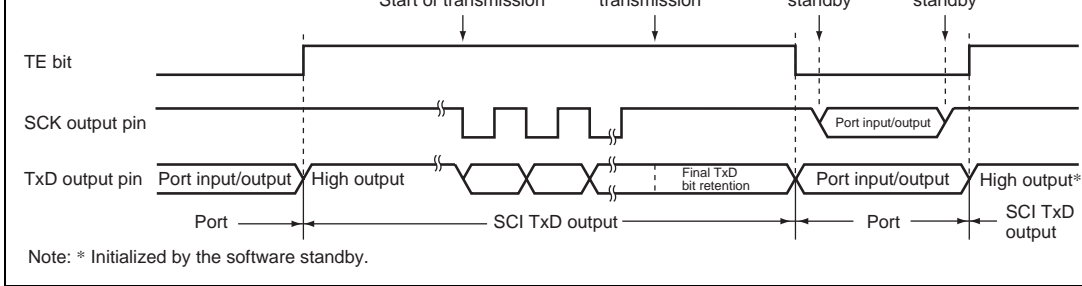 Start of transmission transmission standby standby
TE bit
SCK output pin Port input/output
TxD output pin Port input/output High output Final TxD bit retention Port input/output High output*
Port SCI TxD output Port SCI TxD output
Note: * Initialized by the software standby.